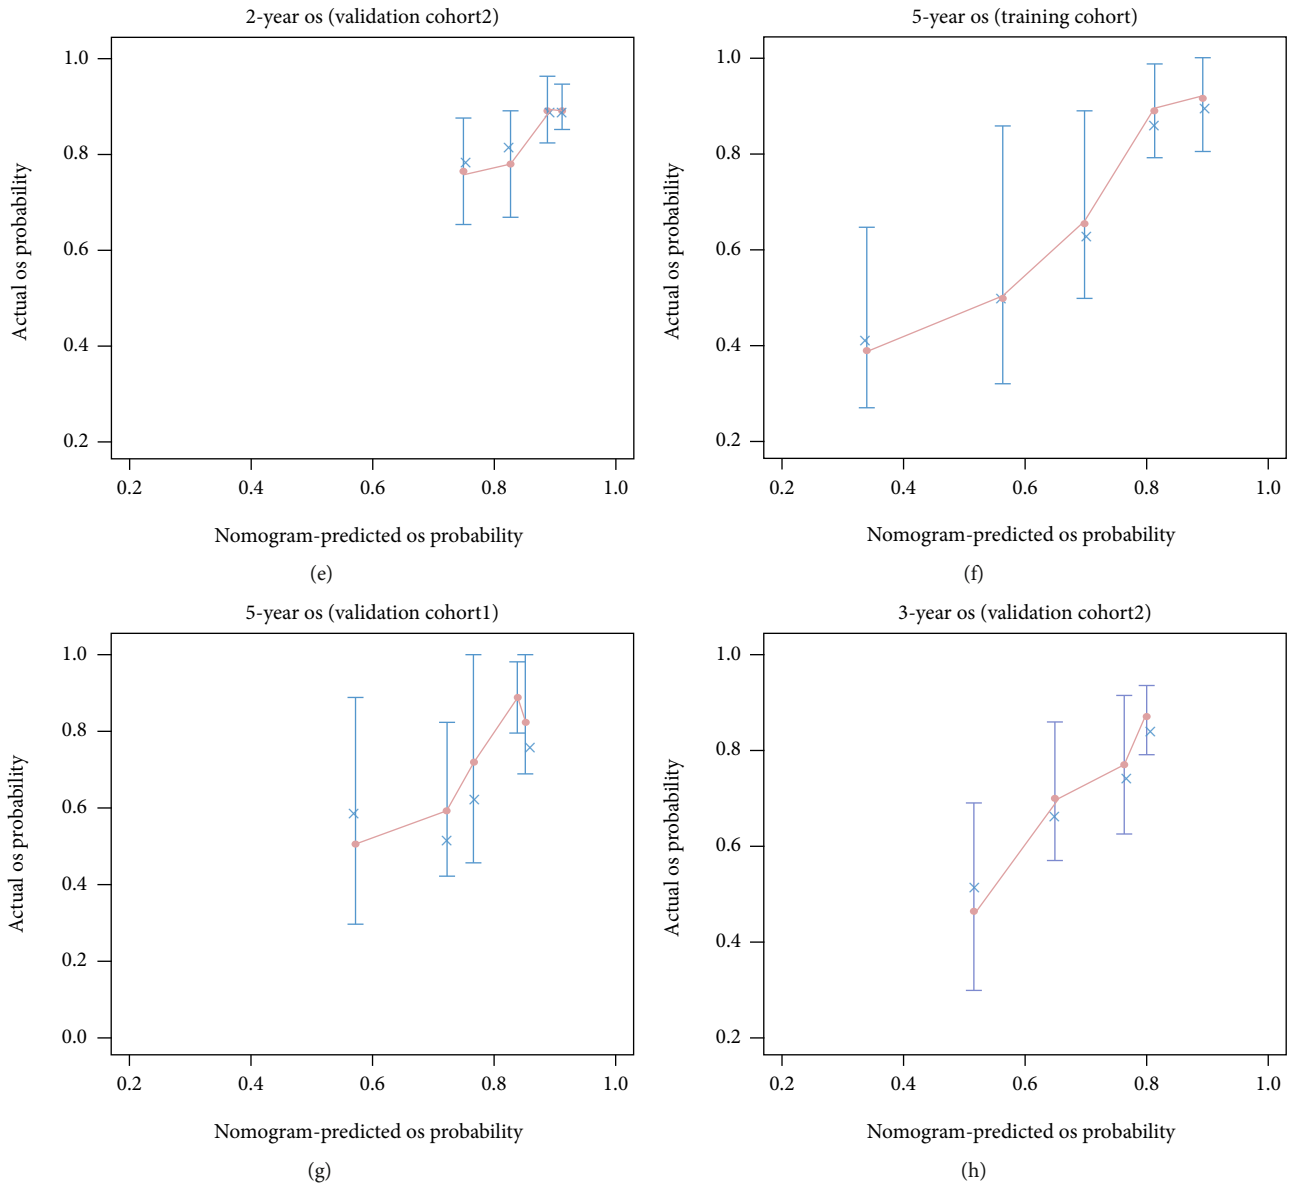 2-year os (validation cohort2)
1.0
0.8
0.6
0.4
0.2
Actual os probability
0.2 0.4 0.6 0.8 1.0
Nomogram-predicted os probability
(e)
5-year os (training cohort)
1.0
0.8
0.6
0.4
0.2
Actual os probability
0.2 0.4 0.6 0.8 1.0
Nomogram-predicted os probability
(f)
5-year os (validation cohort1)
1.0
0.8
0.6
0.4
0.2
0.0
Actual os probability
0.2 0.4 0.6 0.8 1.0
Nomogram-predicted os probability
(g)
3-year os (validation cohort2)
1.0
0.8
0.6
0.4
0.2
Actual os probability
0.2 0.4 0.6 0.8 1.0
Nomogram-predicted os probability
(h)